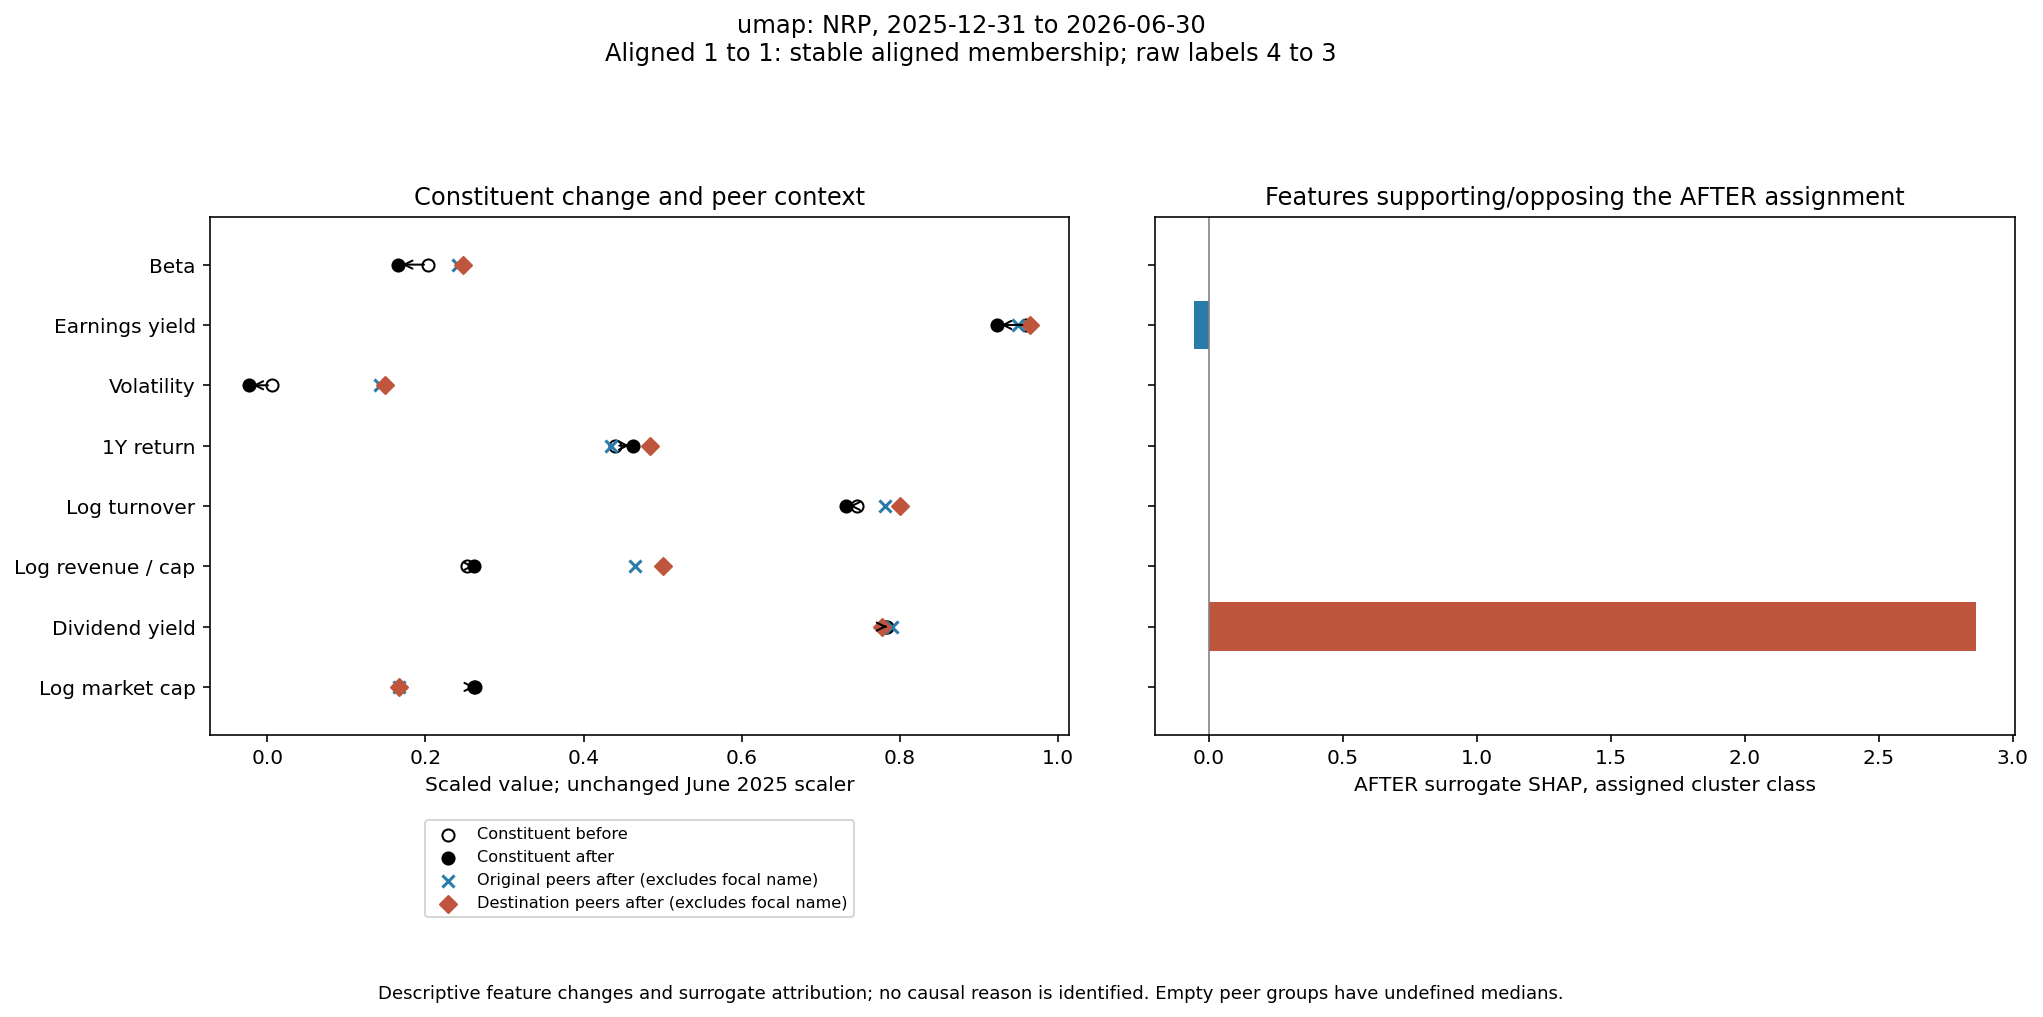 umap: NRP, 2025-12-31 to 2026-06-30
Aligned 1 to 1: stable aligned membership; raw labels 4 to 3
Constituent change and peer context
Beta
Earnings yield
Volatility
1Y return
Log turnover
Log revenue / cap
Dividend yield
Log market cap
0.0 0.2 0.4 0.6 0.8 1.0
Scaled value; unchanged June 2025 scaler
Constituent before
Constituent after
Original peers after (excludes focal name)
Destination peers after (excludes focal name)
Features supporting/opposing the AFTER assignment
0.0 0.5 1.0 1.5 2.0 2.5 3.0
AFTER surrogate SHAP, assigned cluster class
Descriptive feature changes and surrogate attribution; no causal reason is identified. Empty peer groups have undefined medians.